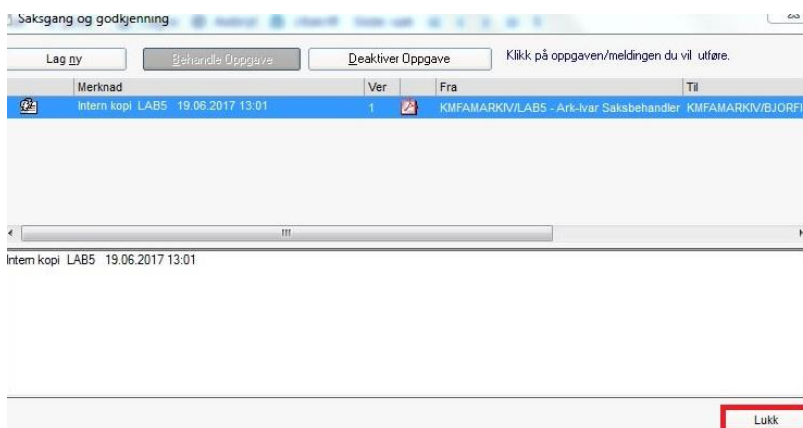 Saksgang og godkjenning
Lag ny Behandle Oppgave Deaktiver Oppgave Klikk på oppgaven/meldingen du vil utføre.
Merknad Ver Fra Til
Intern kopi LAB5 19.06.2017 13:01 1 KMFAMARKIV/LAB5 - Ark-Ivar Saksbehandler KMFAMARKIV/BJORFI
Intern kopi LAB5 19.06.2017 13:01
Lukk